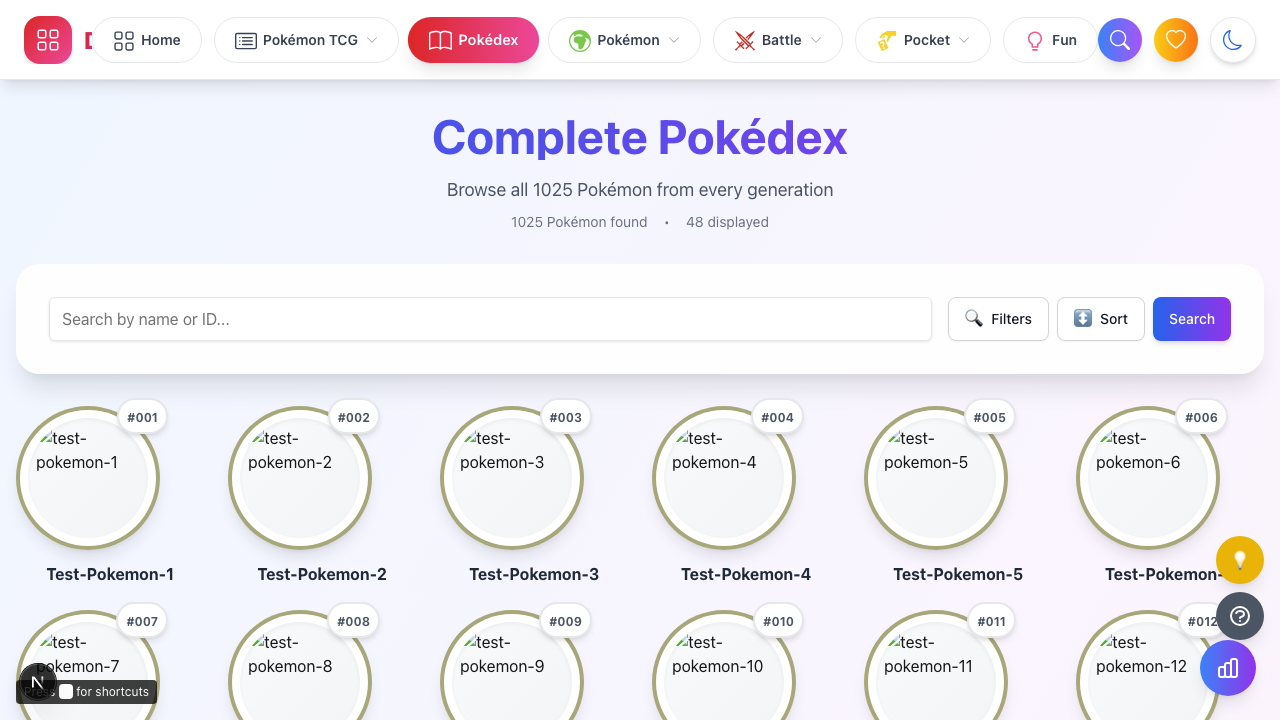 Home
Pokémon TCG
Pokédex
Pokémon
Battle
Pocket
Fun
Complete Pokédex
Browse all 1025 Pokémon from every generation
1025 Pokémon found • 48 displayed
Search by name or ID...
Filters
Sort
Search
#001
#002
#003
#004
#005
#006
test-pokemon-1
test-pokemon-2
test-pokemon-3
test-pokemon-4
test-pokemon-5
test-pokemon-6
Test-Pokemon-1
Test-Pokemon-2
Test-Pokemon-3
Test-Pokemon-4
Test-Pokemon-5
Test-Pokemon-
#007
#008
#009
#010
#011
#012
test-pokemon-7
test-pokemon-8
test-pokemon-9
test-pokemon-10
test-pokemon-11
test-pokemon-12
N
for shortcuts